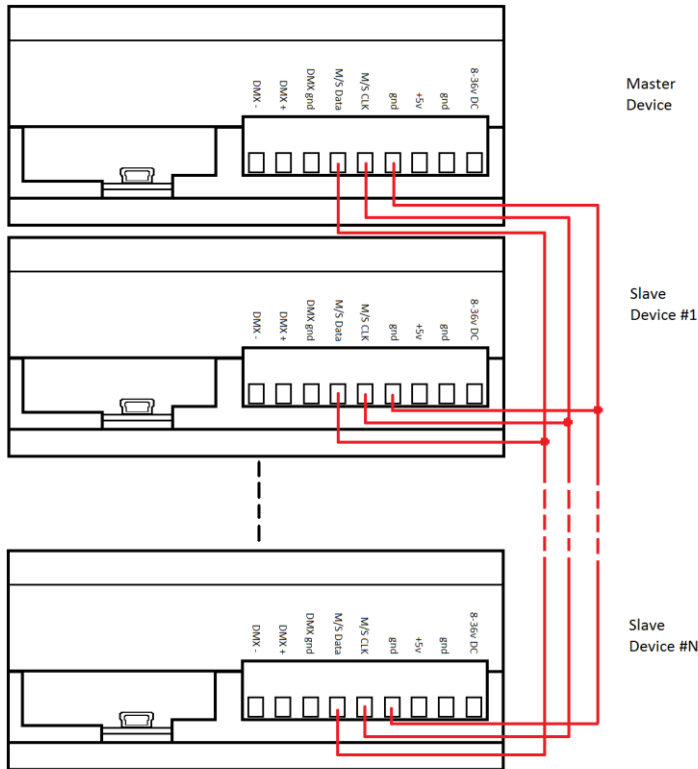 DMX -
DMX +
DMX gnd
M/S Data
M/S CLK
gnd
+5v
gnd
8-36v DC
Master
Device
DMX -
DMX +
DMX gnd
M/S Data
M/S CLK
gnd
+5v
gnd
8-36v DC
Slave
Device #1
DMX -
DMX +
DMX gnd
M/S Data
M/S CLK
gnd
+5v
gnd
8-36v DC
Slave
Device #N